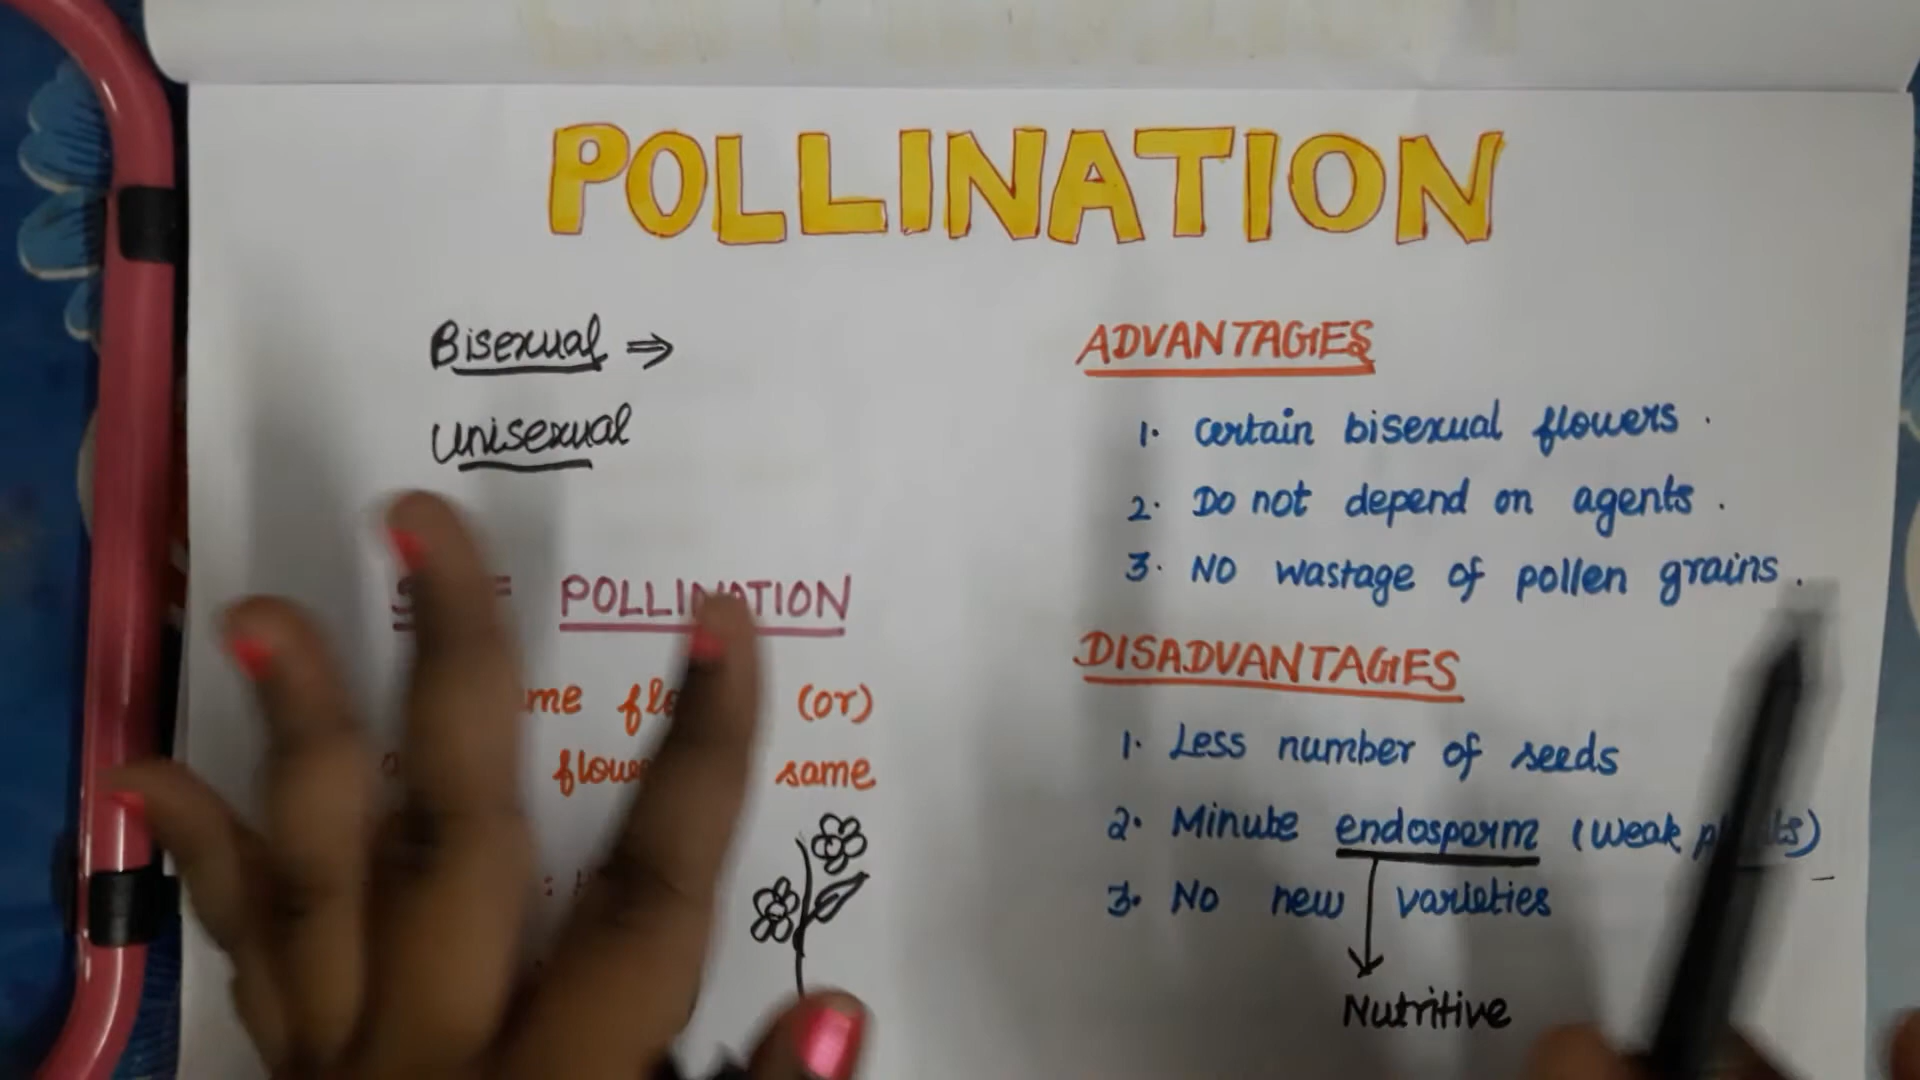 POLLINATION
Bisexual ⇒
Unisexual
POLLINATION
(or)
same
ADVANTAGES
1. Certain bisexual flowers.
2. Do not depend on agents.
3. NO wastage of pollen grains.
DISADVANTAGES
1. Less number of seeds
2. Minute endosperm (weak
3. No new varieties
Nutritive